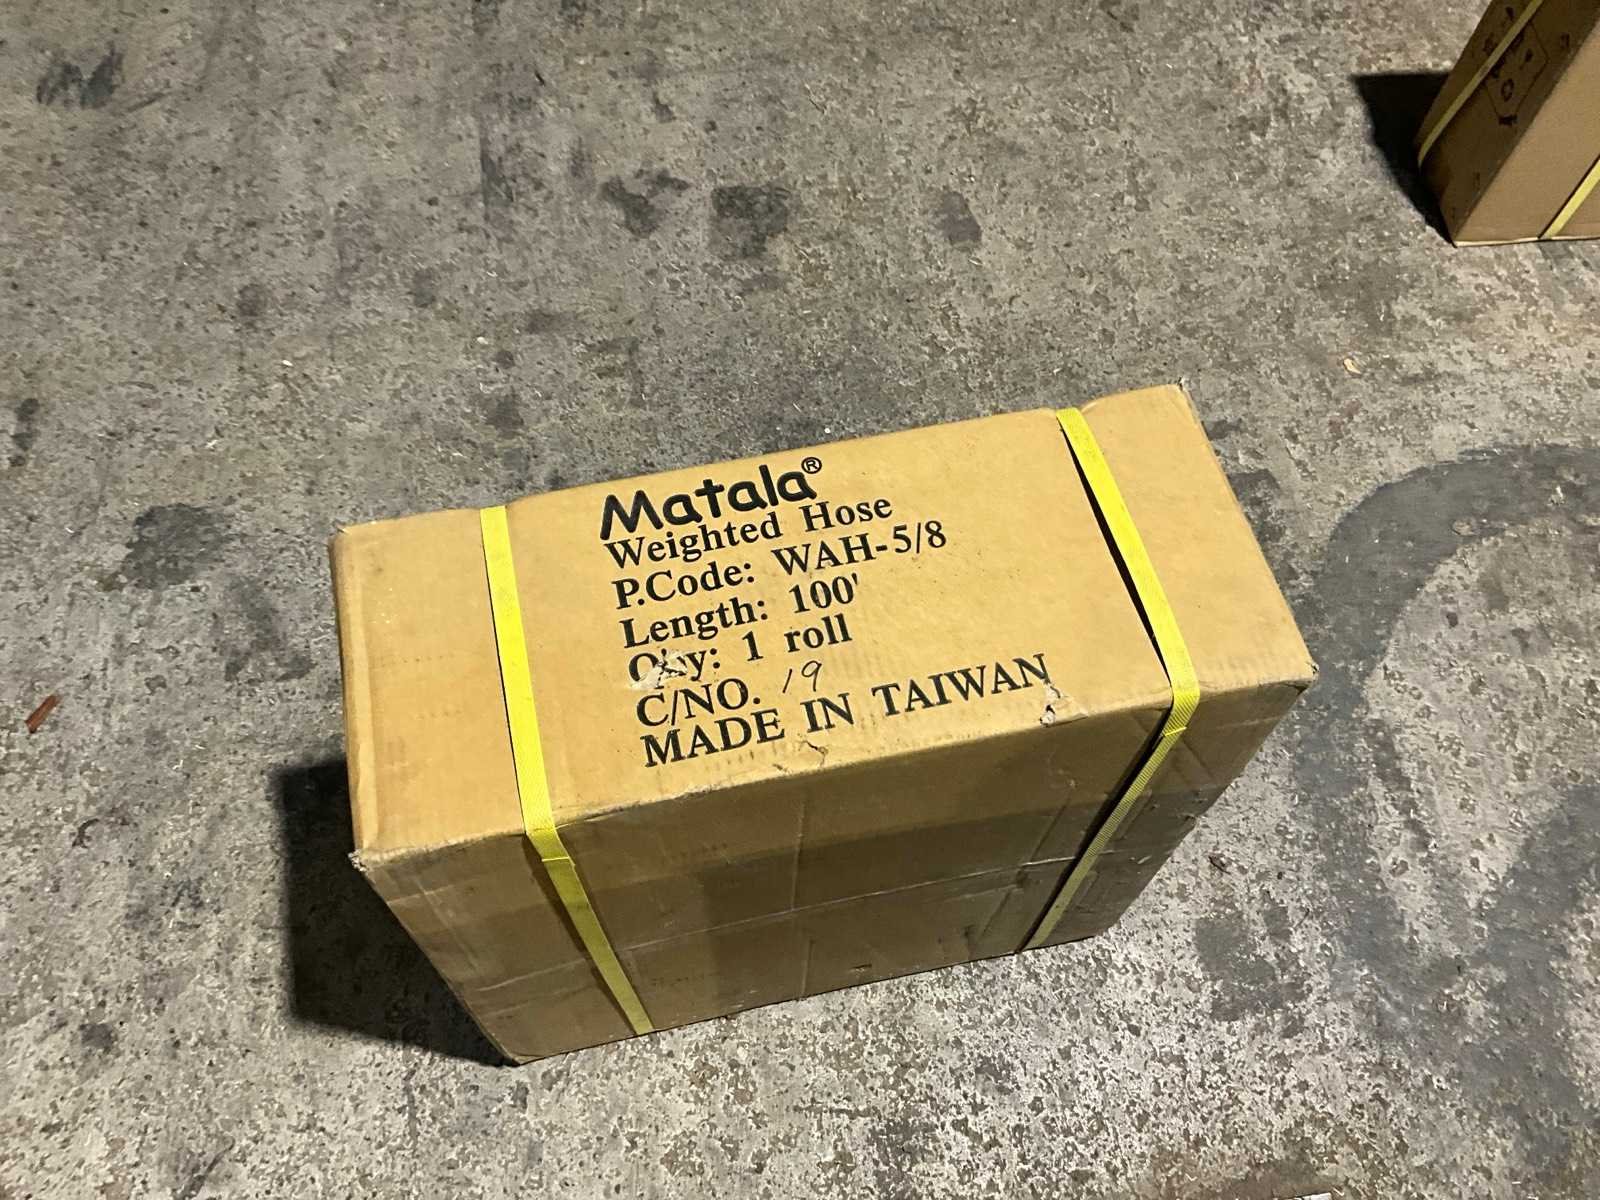 Matala®
Weighted Hose
P.Code: WAH-5/8
Length: 100'
Q'ty: 1 roll
C/NO. 19
MADE IN TAIWAN